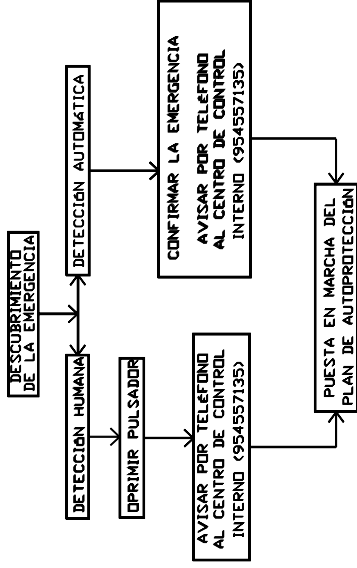 DESCUBRIMIENTO
DE LA EMERGENCIA
DETECCIÓN HUMANA
DETECCIÓN AUTOMÁTICA
OPRIMIR PULSADOR
CONFIRMAR LA EMERGENCIA
AVISAR POR TELÉFONO
AL CENTRO DE CONTROL
INTERNO (954557135)
AVISAR POR TELÉFONO
AL CENTRO DE CONTROL
INTERNO (954557135)
PUESTA EN MARCHA DEL
PLAN DE AUTOPROTECCIÓN